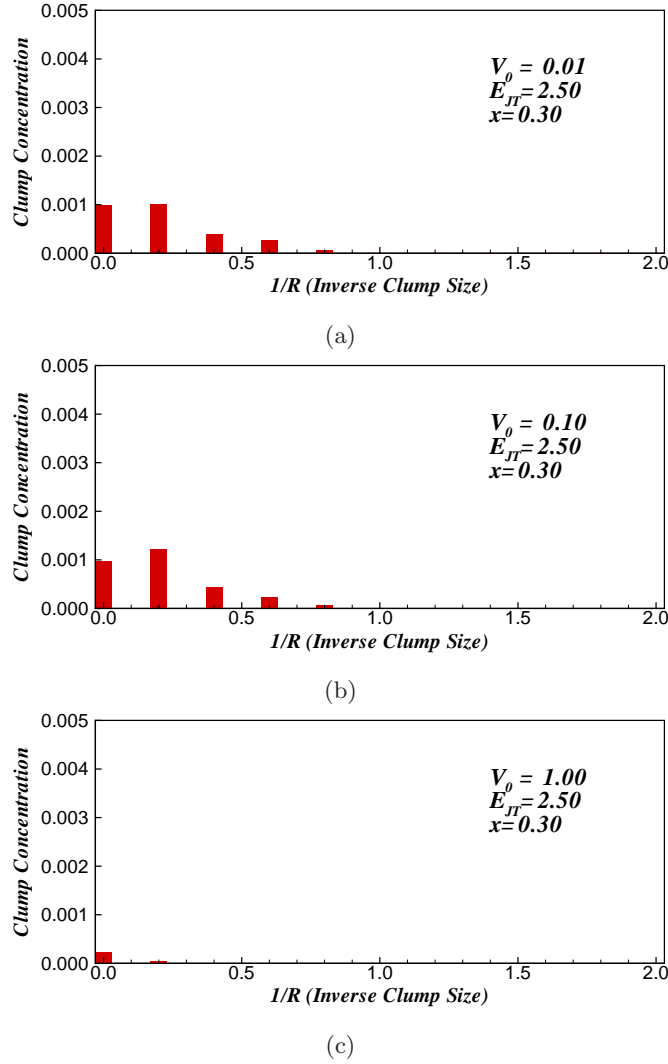 0.005
V0 = 0.01
0.004
EJT=2.50
x=0.30
0.003
0.002
0.001
0.000
Clump Concentration
0.0 0.5 1.0 1.5 2.0
1/R (Inverse Clump Size)
(a)
0.005
V0 = 0.10
0.004
EJT=2.50
x=0.30
0.003
0.002
0.001
0.000
Clump Concentration
0.0 0.5 1.0 1.5 2.0
1/R (Inverse Clump Size)
(b)
0.005
V0 = 1.00
0.004
EJT=2.50
x=0.30
0.003
0.002
0.001
0.000
Clump Concentration
0.0 0.5 1.0 1.5 2.0
1/R (Inverse Clump Size)
(c)